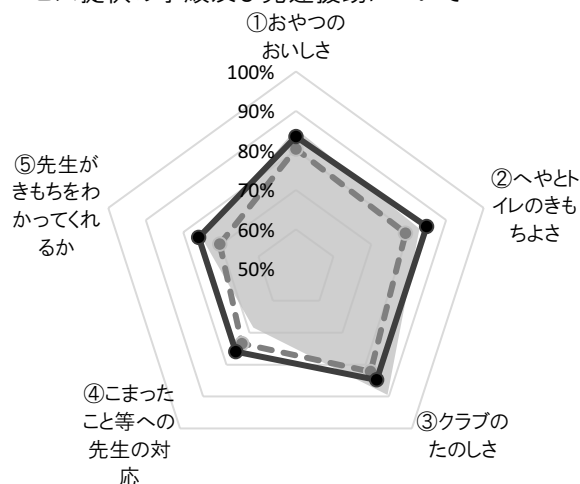 ①おやつの
おいしさ
100%
90%
80%
70%
60%
50%
②へやとト
イレのきも
ちよさ
③クラブの
たのしさ
④こまった
こと等への
先生の対
応
⑤先生が
きもちをわ
かってくれ
るか